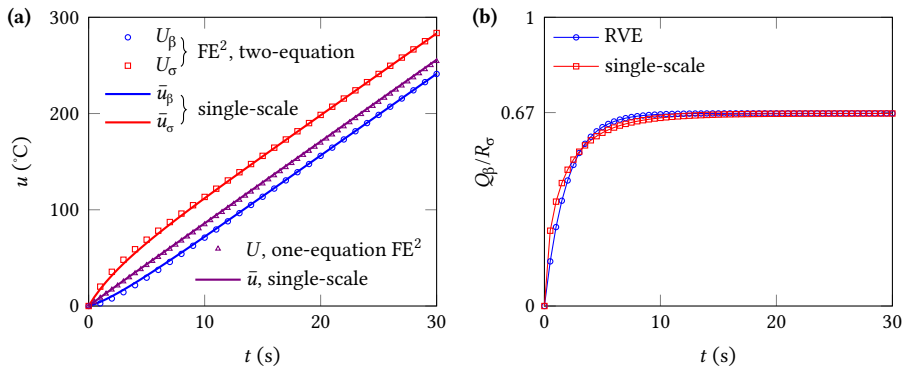 (a)
300
200
100
0
u (°C)
U_β
U_σ
} FE², two-equation
ū_β
ū_σ
} single-scale
U, one-equation FE²
ū, single-scale
0 10 20 30
t (s)
(b)
1
0.67
0
Q_β/R_σ
RVE
single-scale
0 10 20 30
t (s)